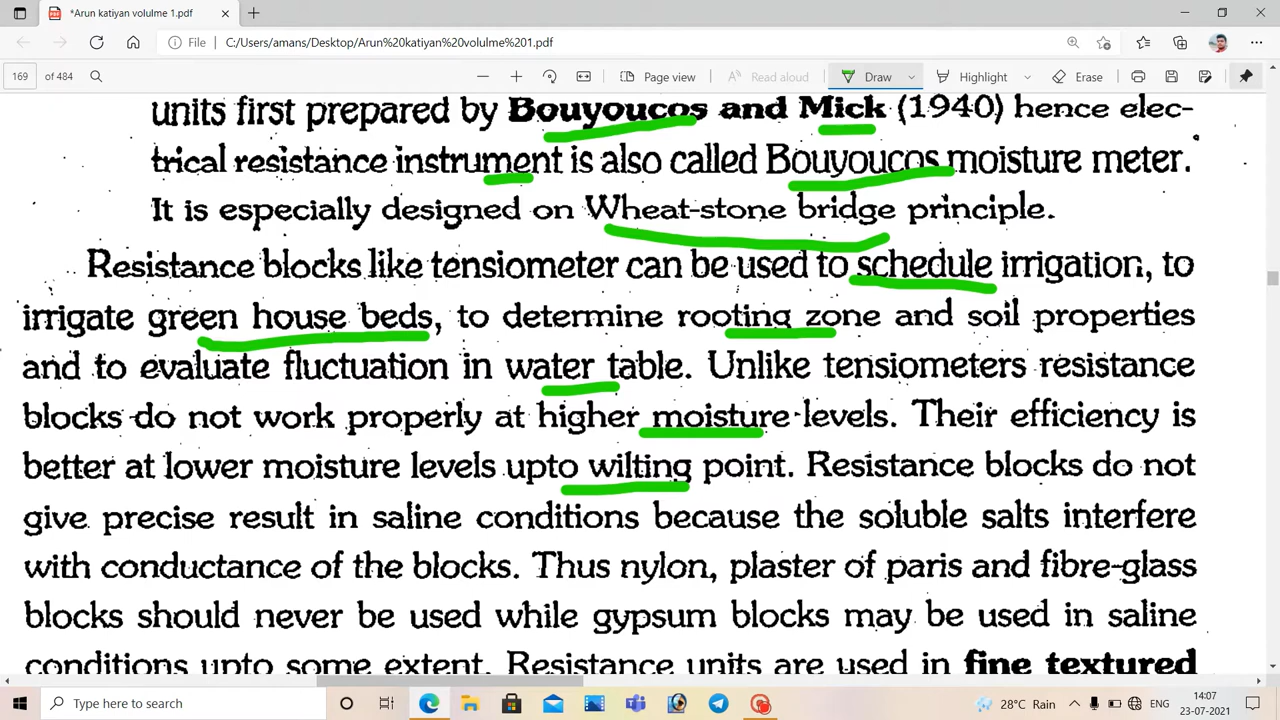 *Arun katiyan volulme 1.pdf
File C:/Users/amans/Desktop/Arun%20katiyan%20volulme%201.pdf
169 of 484 Page view Read aloud Draw Highlight Erase
units first prepared by Bouyoucos and Mick (1940) hence elec-
trical resistance instrument is also called Bouyoucos moisture meter.
It is especially designed on Wheat-stone bridge principle.
Resistance blocks like tensiometer can be used to schedule irrigation, to
irrigate green house beds, to determine rooting zone and soil properties
and to evaluate fluctuation in water table. Unlike tensiometers resistance
blocks do not work properly at higher moisture levels. Their efficiency is
better at lower moisture levels upto wilting point. Resistance blocks do not
give precise result in saline conditions because the soluble salts interfere
with conductance of the blocks. Thus nylon, plaster of paris and fibre-glass
blocks should never be used while gypsum blocks may be used in saline
conditions upto some extent. Resistance units are used in fine textured
Type here to search 28°C Rain ENG 14:07
23-07-2021